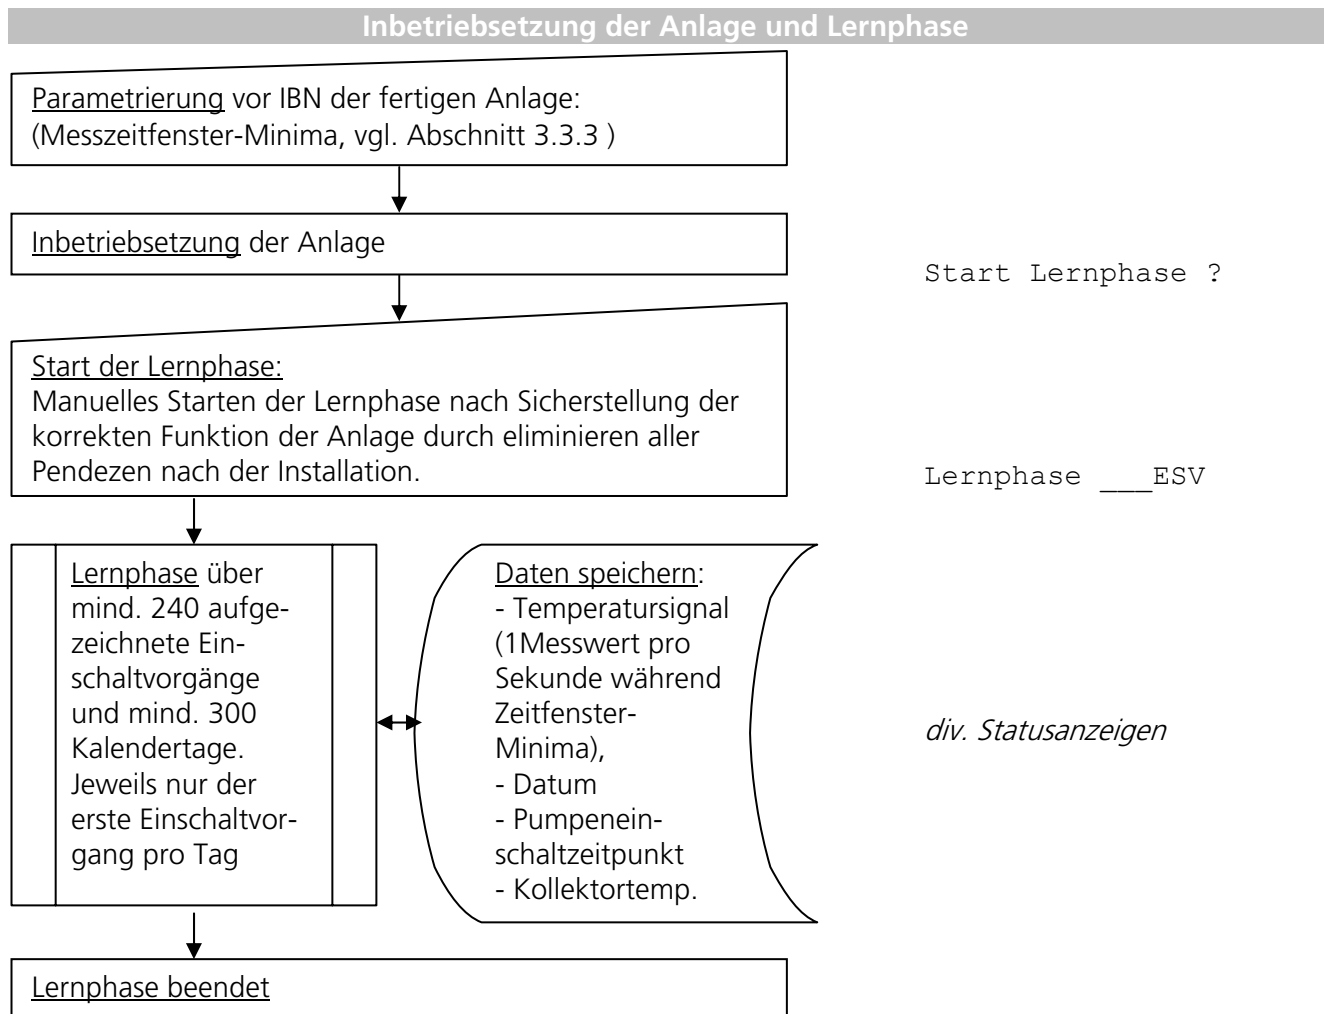 Inbetriebsetzung der Anlage und Lernphase
Parametrierung vor IBN der fertigen Anlage:
(Messzeitfenster-Minima, vgl. Abschnitt 3.3.3 )
Inbetriebsetzung der Anlage
Start Lernphase ?
Start der Lernphase:
Manuelles Starten der Lernphase nach Sicherstellung der
korrekten Funktion der Anlage durch eliminieren aller
Pendezen nach der Installation.
Lernphase ___ESV
Lernphase über
mind. 240 aufge-
zeichnete Ein-
schaltvorgänge
und mind. 300
Kalendertage.
Jeweils nur der
erste Einschaltvor-
gang pro Tag
Daten speichern:
- Temperatursignal
(1Messwert pro
Sekunde während
Zeitfenster-
Minima),
- Datum
- Pumpenein-
schaltzeitpunkt
- Kollektortemp.
div. Statusanzeigen
Lernphase beendet